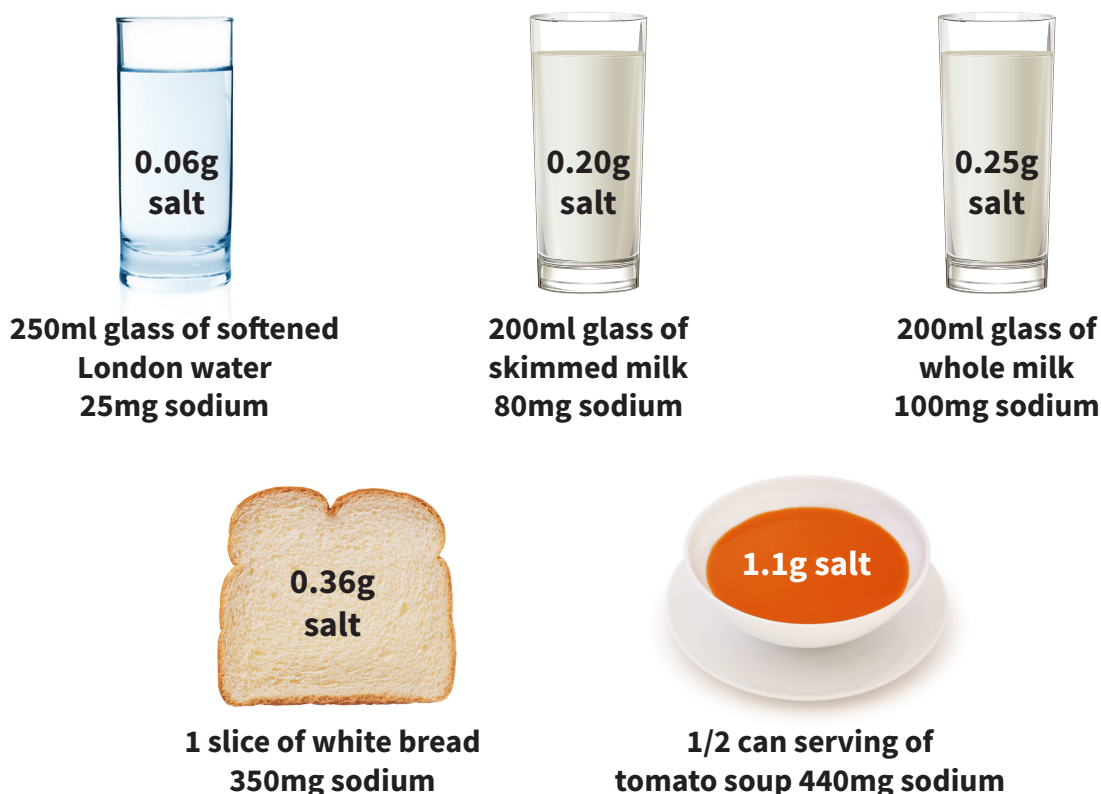 0.06g
salt
250ml glass of softened
London water
25mg sodium
0.20g
salt
200ml glass of
skimmed milk
80mg sodium
0.25g
salt
200ml glass of
whole milk
100mg sodium
0.36g
salt
1 slice of white bread
350mg sodium
1.1g salt
1/2 can serving of
tomato soup 440mg sodium